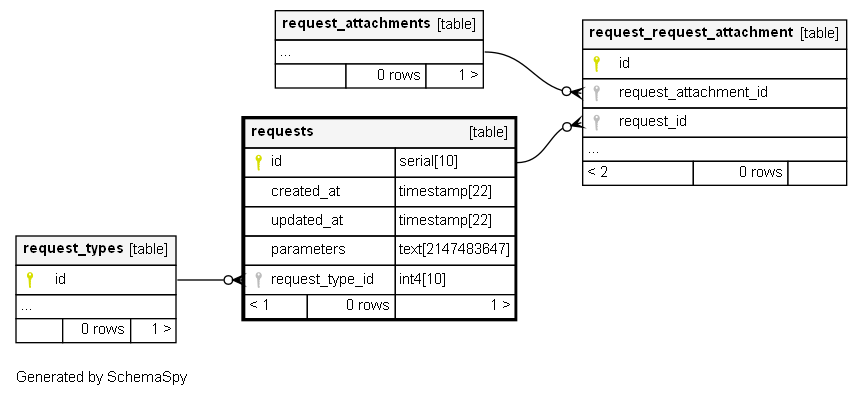 request_attachments [table]
...
0 rows 1 >
request_request_attachment [table]
id
request_attachment_id
request_id
...
< 2 0 rows
requests [table]
id serial[10]
created_at timestamp[22]
updated_at timestamp[22]
parameters text[2147483647]
request_type_id int4[10]
< 1 0 rows 1 >
request_types [table]
id
...
0 rows 1 >
Generated by SchemaSpy